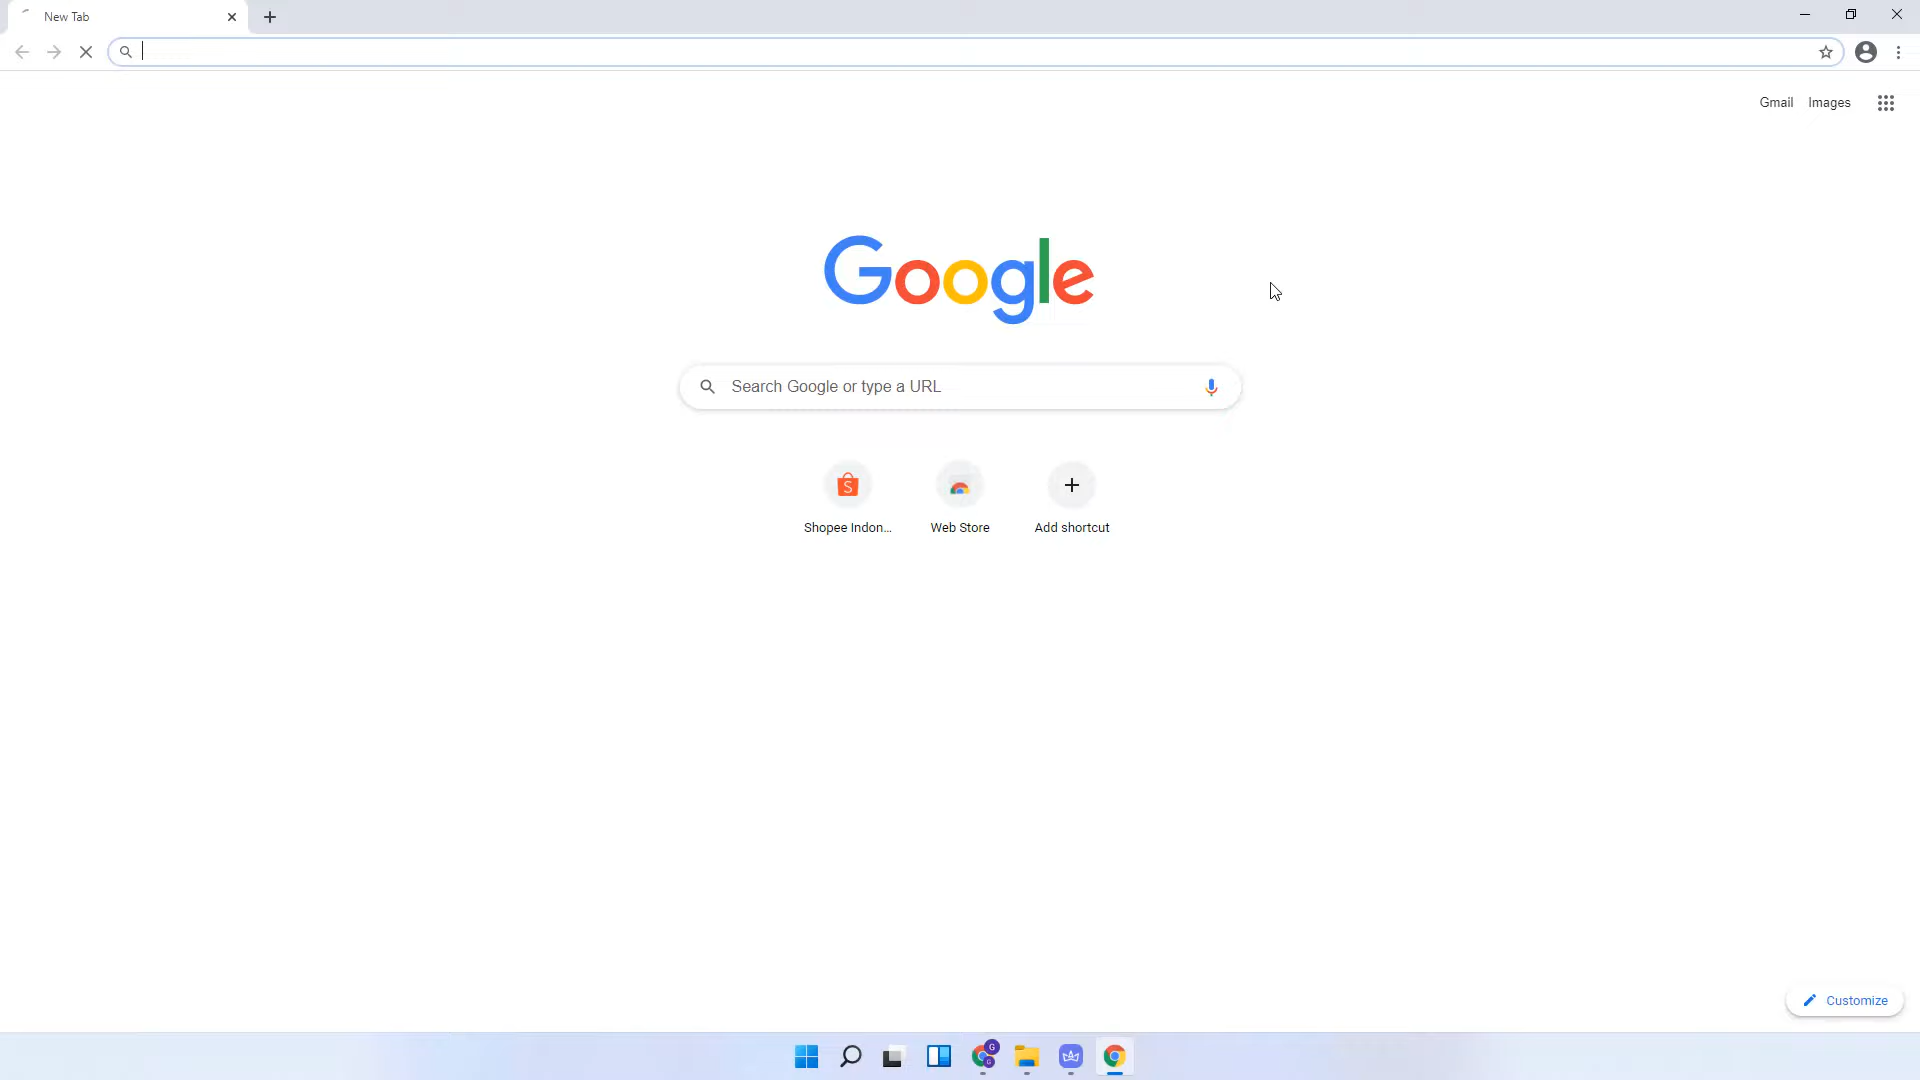 New Tab
Gmail Images
Google
Search Google or type a URL
S
Shopee Indon... Web Store Add shortcut
Customize
G
G